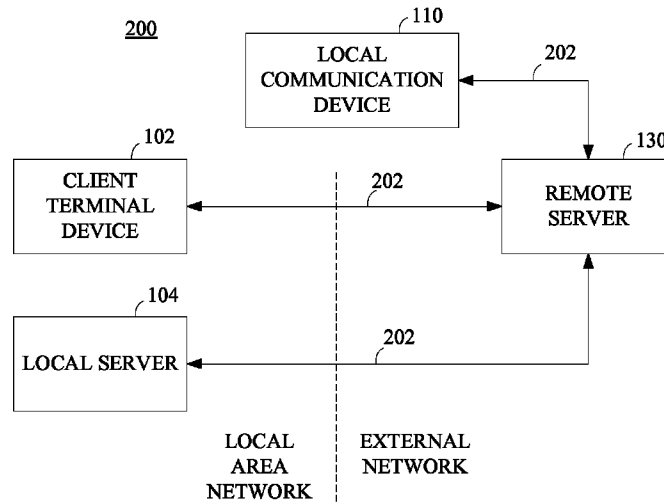 200
110
LOCAL
COMMUNICATION
DEVICE
202
102
CLIENT
TERMINAL
DEVICE
202
130
REMOTE
SERVER
104
LOCAL SERVER
202
LOCAL
AREA
NETWORK
EXTERNAL
NETWORK